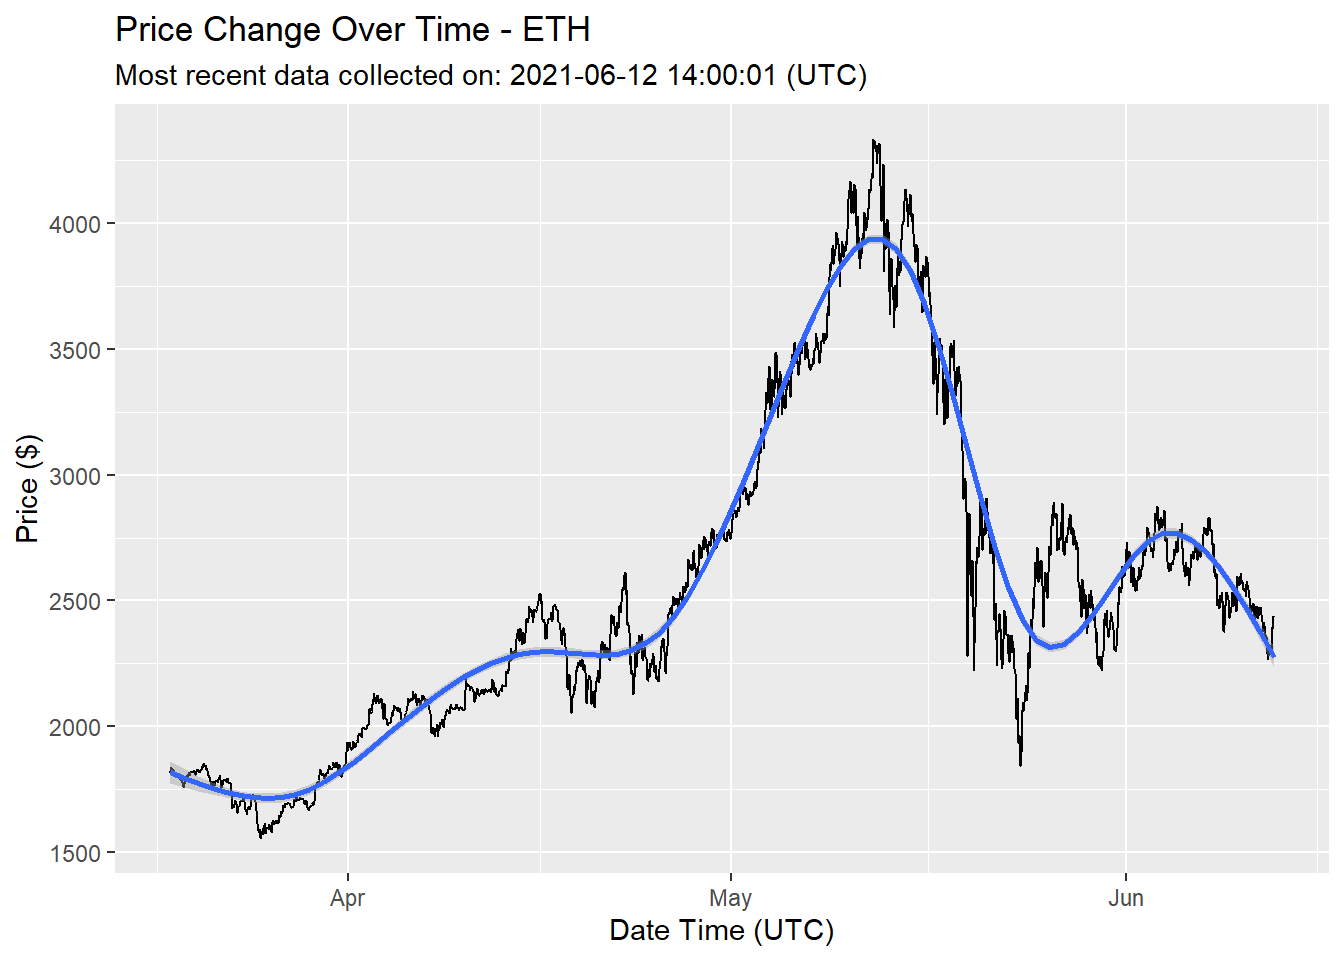 Price Change Over Time - ETH
Most recent data collected on: 2021-06-12 14:00:01 (UTC)
Price ($)
4000
3500
3000
2500
2000
1500
Apr
May
Jun
Date Time (UTC)